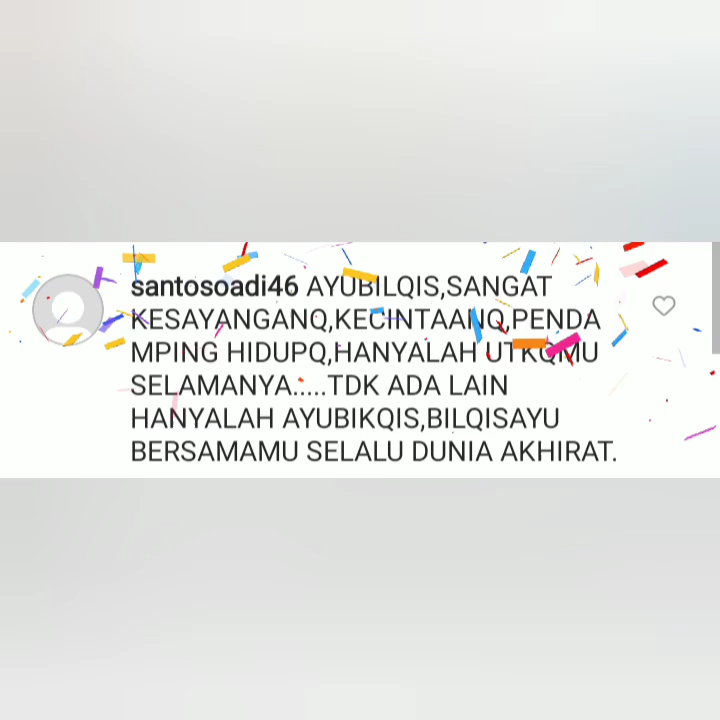 santosoadi46 AYUBILQIS,SANGAT
KESAYANGANQ,KECINTAANQ,PENDA
MPING HIDUPQ,HANYALAH UTKQMU
SELAMANYA.....TDK ADA LAIN
HANYALAH AYUBIKQIS,BILQISAYU
BERSAMAMU SELALU DUNIA AKHIRAT.